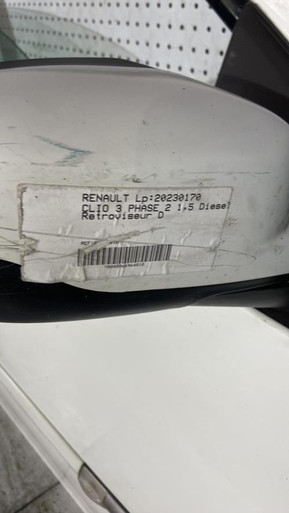 RENAULT Lp:20230170
CLIO 3 PHASE 2 1.5 Diesel
Retroviseur D